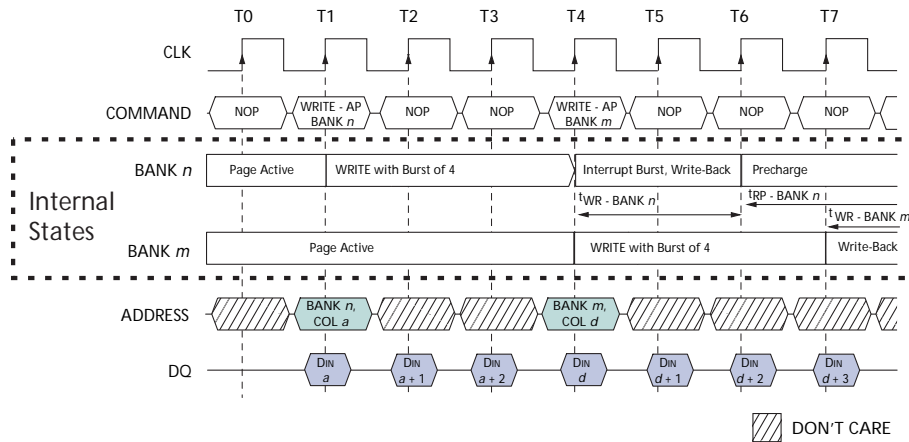 T0 T1 T2 T3 T4 T5 T6 T7
CLK
COMMAND NOP WRITE - AP BANK n NOP NOP WRITE - AP BANK m NOP NOP NOP
Internal States
BANK n Page Active WRITE with Burst of 4 Interrupt Burst, Write-Back Precharge
tWR - BANK n tRP - BANK n
tWR - BANK m
BANK m Page Active WRITE with Burst of 4 Write-Back
ADDRESS BANK n, COL a BANK m, COL d
DQ DIN a DIN a + 1 DIN a + 2 DIN d DIN d + 1 DIN d + 2 DIN d + 3
DON'T CARE